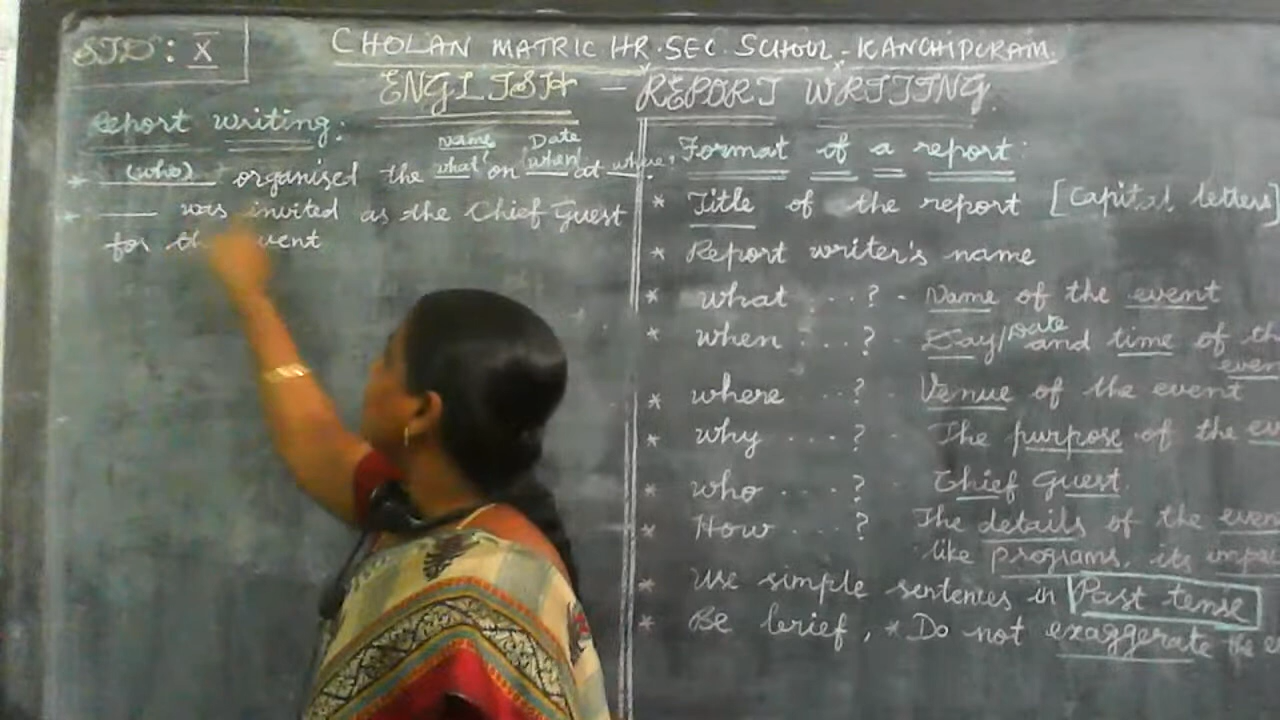 STD: X
CHOLAN MATRIC HR.SEC SCHOOL - KANCHIPURAM.
ENGLISH - REPORT WRITING.
Report writing:
Name Date
* (who) organised the what on when at where.
* ____ was invited as the Chief Guest
for the event
Format of a report:
* Title of the report [Capital letters]
* Report writer's name
* what ...? - Name of the event
* when ...? - Day/Date and time of the
event
* where ...? - Venue of the event
* why ....? - The purpose of the
* who ....? - Chief Guest.
* How ....? The details of the
like programs, its
* Use simple sentences in Past tense
* Be brief, * Do not exaggerate the